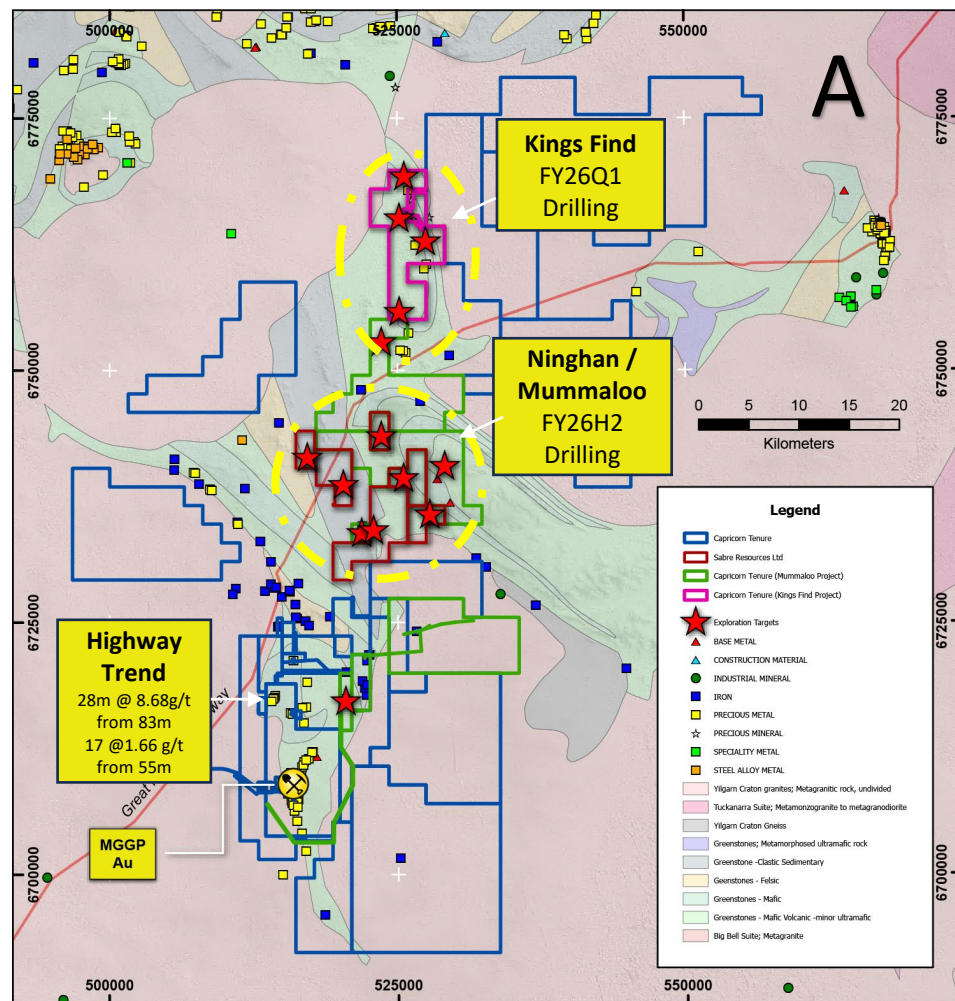 500000
525000
550000
A
6775000
6775000
Kings Find
FY26Q1
Drilling
6750000
6750000
Ninghan /
Mummaloo
FY26H2
Drilling
0 5 10 15 20
Kilometers
6725000
6725000
Highway
Trend
28m @ 8.68g/t
from 83m
17 @1.66 g/t
from 55m
Great
way
MGGP
Au
6700000
6700000
Legend
Capricorn Tenure
Sabre Resources Ltd
Capricorn Tenure (Mummaloo Project)
Capricorn Tenure (Kings Find Project)
Exploration Targets
BASE METAL
CONSTRUCTION MATERIAL
INDUSTRIAL MINERAL
IRON
PRECIOUS METAL
PRECIOUS MINERAL
SPECIALITY METAL
STEEL ALLOY METAL
Yilgarn Craton granites; Metagranitic rock, undivided
Tuckanarra Suite; Metamonzogranite to metagranodiorite
Yilgarn Craton Gneiss
Greenstones; Metamorphosed ultramafic rock
Greenstone -Clastic Sedimentary
Geenstones - Felsic
Greenstones - Mafic
Greenstones - Mafic Volcanic -minor ultramafic
Big Bell Suite; Metagranite
500000
525000
550000